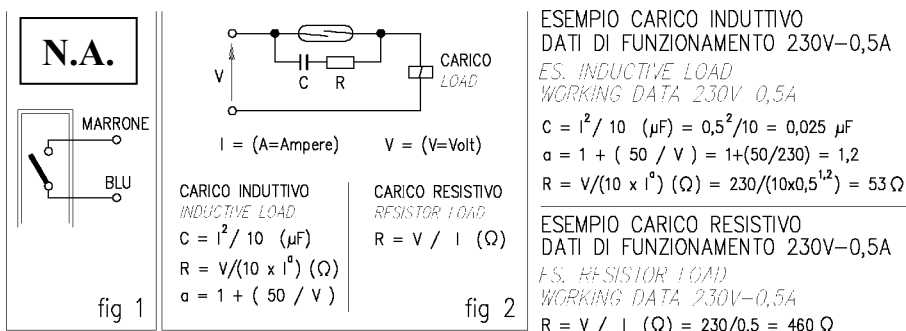 N.A.
MARRONE
BLU
fig 1
V
C R
CARICO
LOAD
I = (A=Ampere) V = (V=Volt)
CARICO INDUTTIVO
INDUCTIVE LOAD
C = I²/ 10 (µF)
R = V/(10 x Iᵃ) (Ω)
a = 1 + ( 50 / V )
CARICO RESISTIVO
RESISTOR LOAD
R = V / I (Ω)
fig 2
ESEMPIO CARICO INDUTTIVO
DATI DI FUNZIONAMENTO 230V-0,5A
ES. INDUCTIVE LOAD
WORKING DATA 230V 0,5A
C = I²/ 10 (µF) = 0,5²/10 = 0,025 µF
a = 1 + ( 50 / V ) = 1+(50/230) = 1,2
R = V/(10 x Iᵃ) (Ω) = 230/(10x0,5¹,²) = 53 Ω
ESEMPIO CARICO RESISTIVO
DATI DI FUNZIONAMENTO 230V-0,5A
ES. RESISTOR LOAD
WORKING DATA 230V-0,5A
R = V / I (Ω) = 230/0,5 = 460 Ω